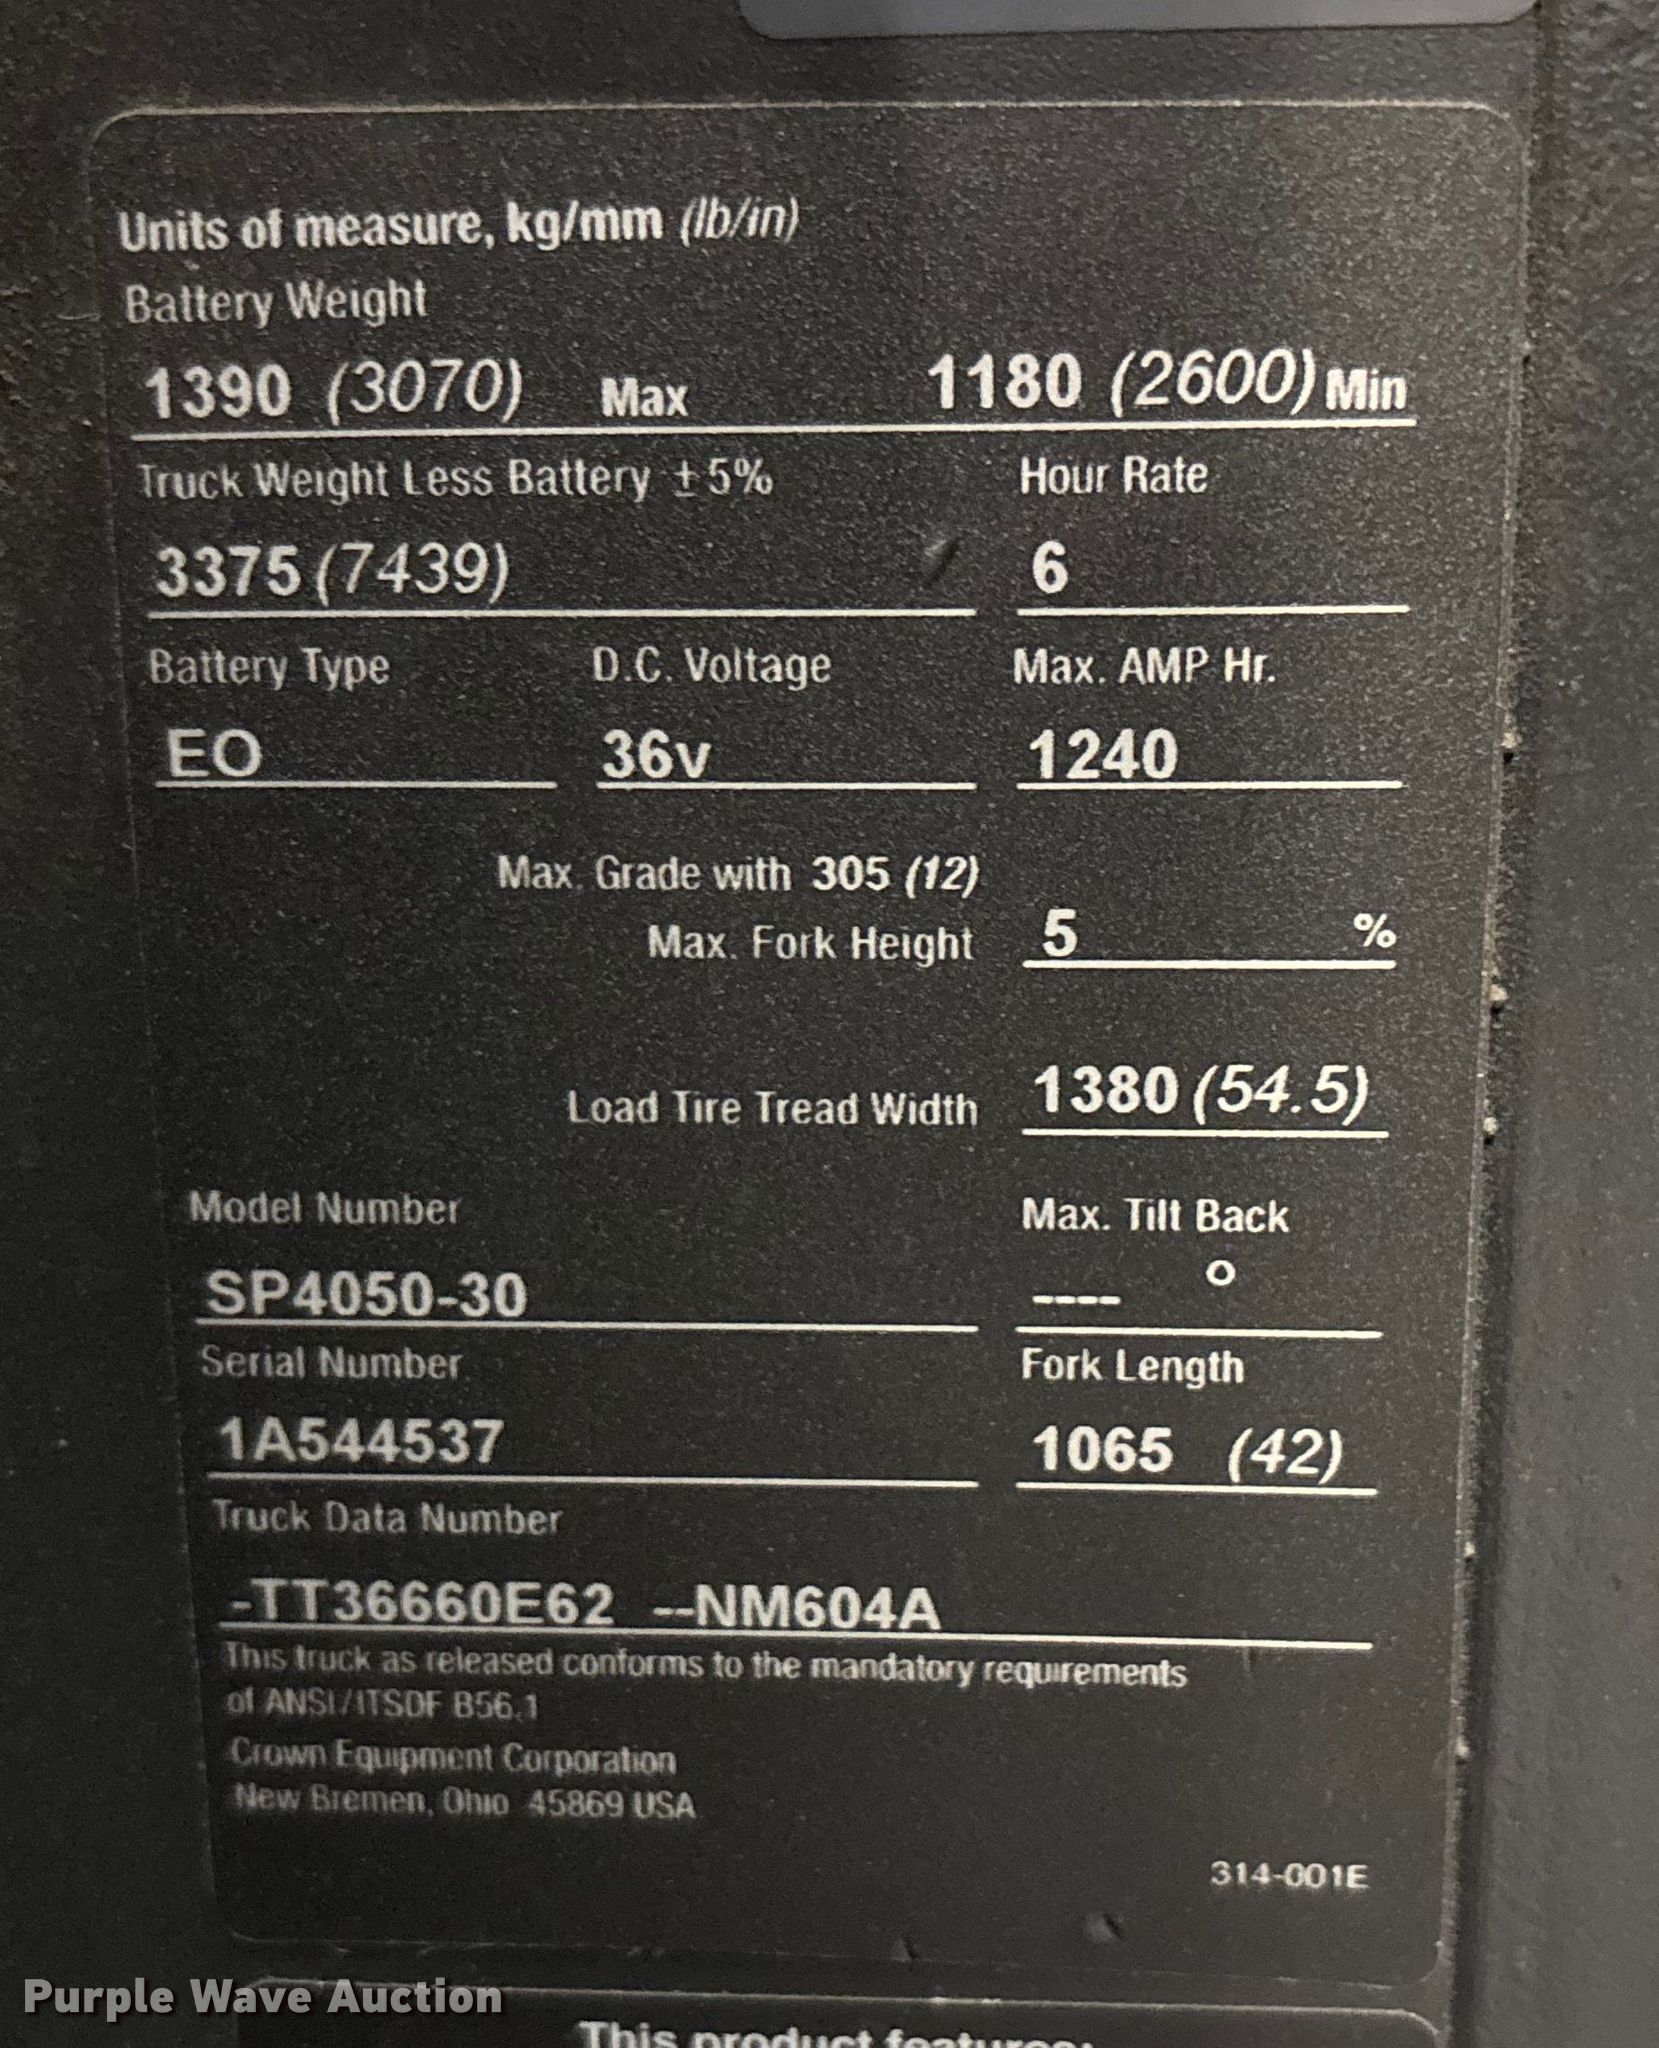 Units of measure, kg/mm (lb/in)
Battery Weight
1390 (3070) Max 1180 (2600) Min
Truck Weight Less Battery ±5% Hour Rate
3375 (7439) 6
Battery Type D.C. Voltage Max. AMP Hr.
EO 36v 1240
Max. Grade with 305 (12)
Max. Fork Height 5 %
Load Tire Tread Width 1380 (54.5)
Model Number Max. Tilt Back
SP4050-30 ---- o
Serial Number Fork Length
1A544537 1065 (42)
Truck Data Number
-TT36660E62 --NM604A
This truck as released conforms to the mandatory requirements
of ANSI/ITSDF B56.1
Crown Equipment Corporation
New Bremen, Ohio 45869 USA
314-001E
Purple Wave Auction
This product features: